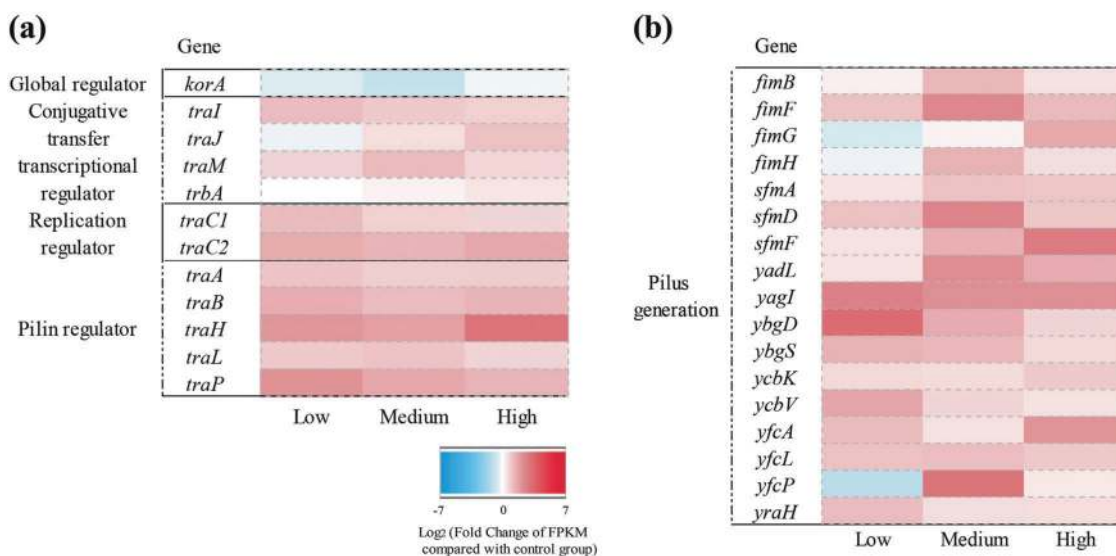 (a)
Gene
Global regulator
korA
Conjugative
transfer
transcriptional
regulator
traI
traJ
traM
trbA
Replication
regulator
traC1
traC2
Pilin regulator
traA
traB
traH
traL
traP
Low Medium High
-7 0 7
Log2 (Fold Change of FPKM
compared with control group)
(b)
Gene
Pilus
generation
fimB
fimF
fimG
fimH
sfmA
sfmD
sfmF
yadL
yagI
ybgD
ybgS
ycbK
ycbV
yfcA
yfcL
yfcP
yraH
Low Medium High